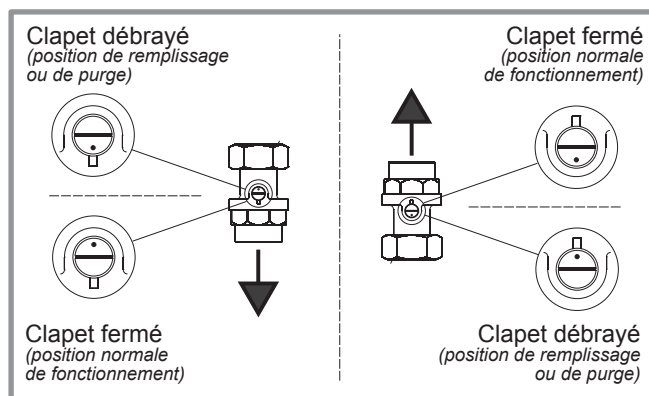 Clapet débrayé
(position de remplissage
ou de purge)
Clapet fermé
(position normale
de fonctionnement)
Clapet fermé
(position normale
de fonctionnement)
Clapet débrayé
(position de remplissage
ou de purge)